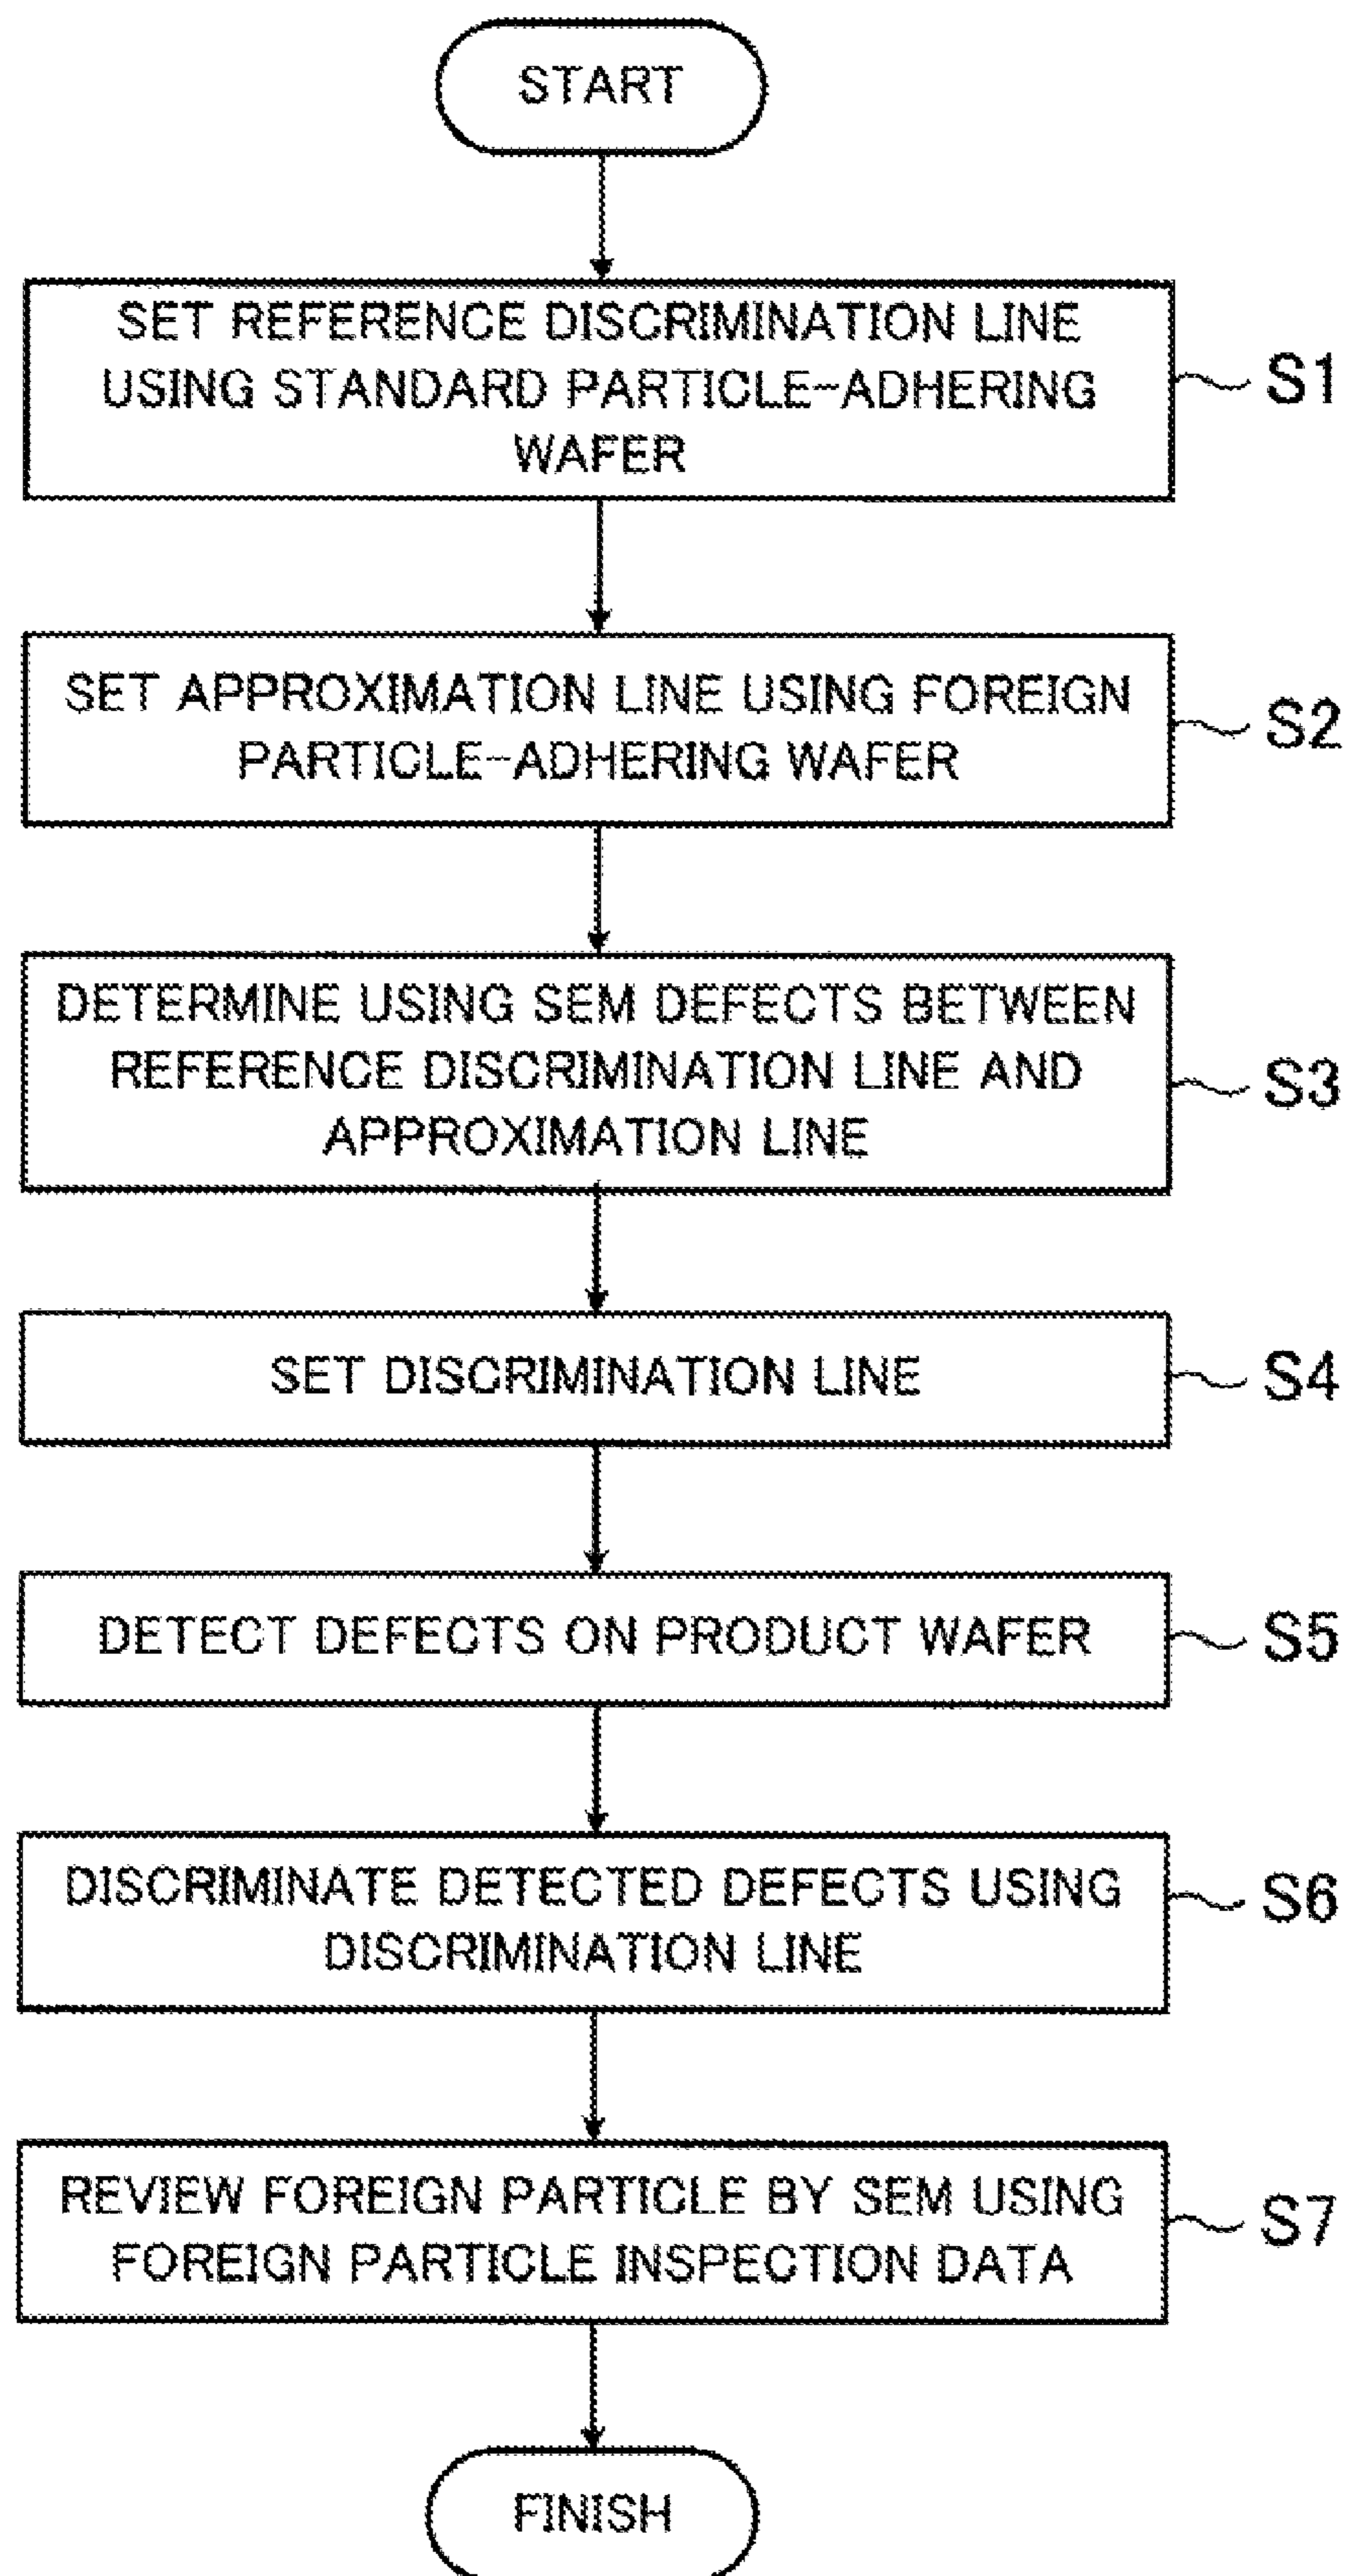 START
SET REFERENCE DISCRIMINATION LINE
USING STANDARD PARTICLE-ADHERING
WAFER
S1
SET APPROXIMATION LINE USING FOREIGN
PARTICLE-ADHERING WAFER
S2
DETERMINE USING SEM DEFECTS BETWEEN
REFERENCE DISCRIMINATION LINE AND
APPROXIMATION LINE
S3
SET DISCRIMINATION LINE
S4
DETECT DEFECTS ON PRODUCT WAFER
S5
DISCRIMINATE DETECTED DEFECTS USING
DISCRIMINATION LINE
S6
REVIEW FOREIGN PARTICLE BY SEM USING
FOREIGN PARTICLE INSPECTION DATA
S7
FINISH